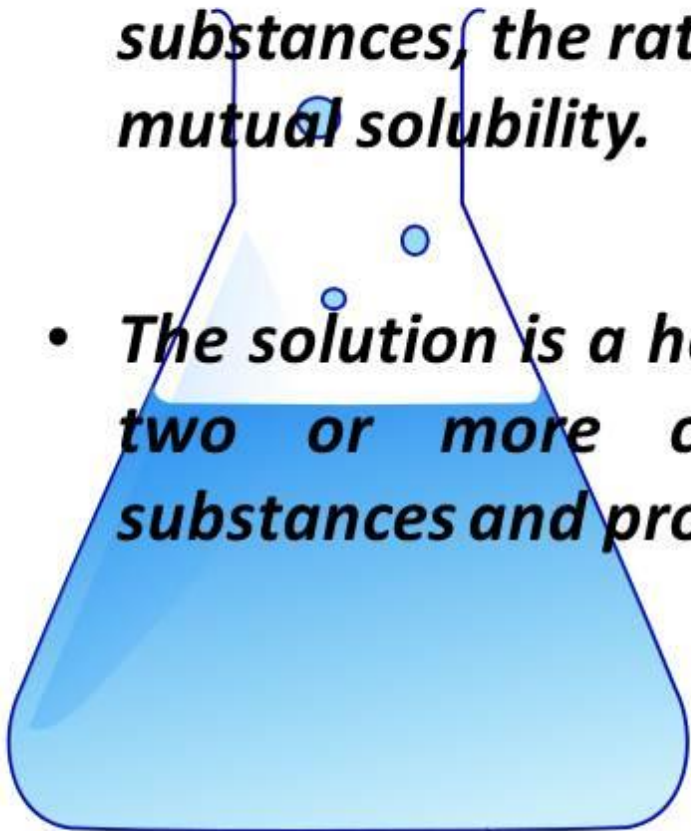 substances, the rat
mutual solubility.
• The solution is a h
two or more c
substances and pro